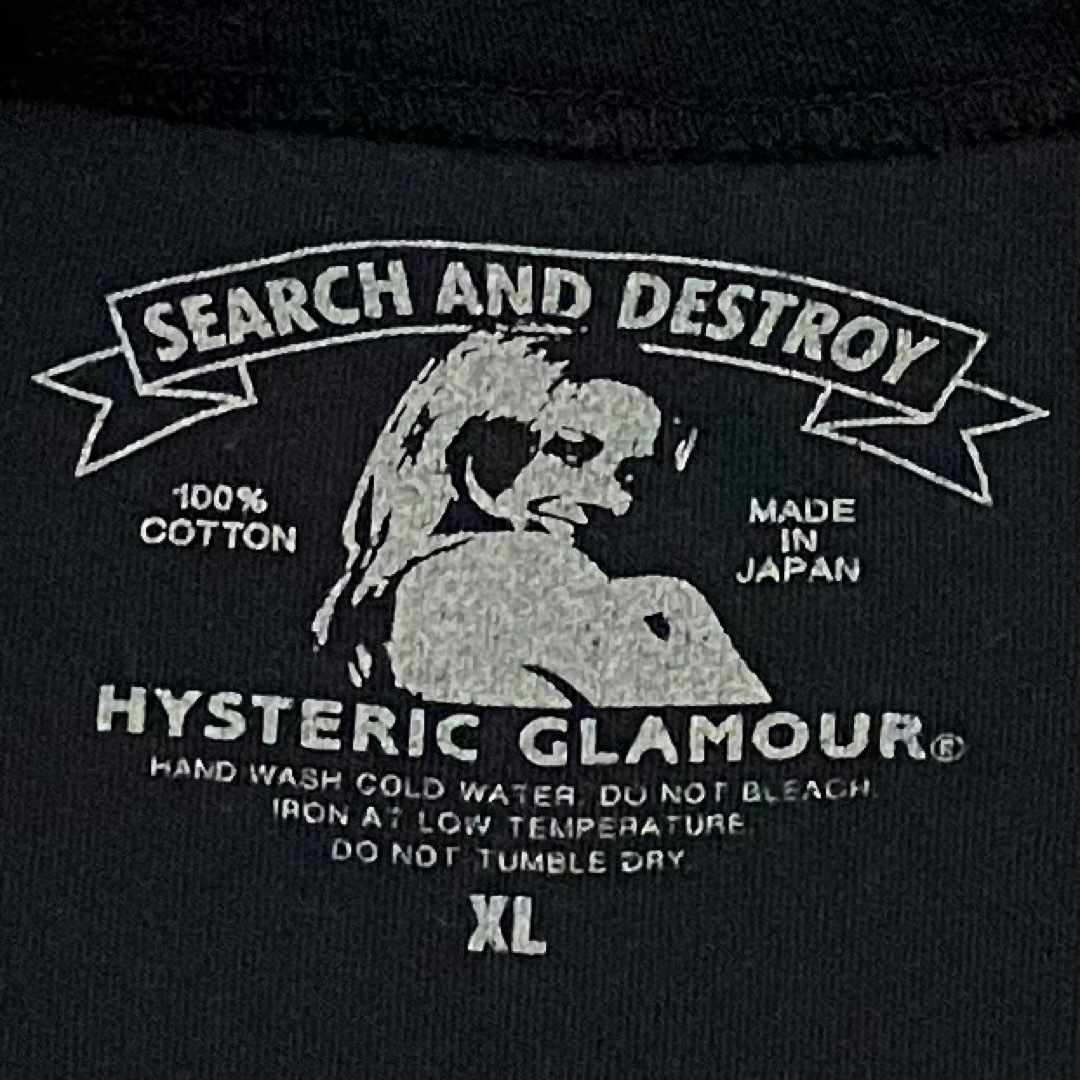 SEARCH AND DESTROY
100%
COTTON
MADE
IN
JAPAN
HYSTERIC GLAMOUR®
HAND WASH COLD WATER. DO NOT BLEACH.
IRON AT LOW TEMPERATURE.
DO NOT TUMBLE DRY.
XL